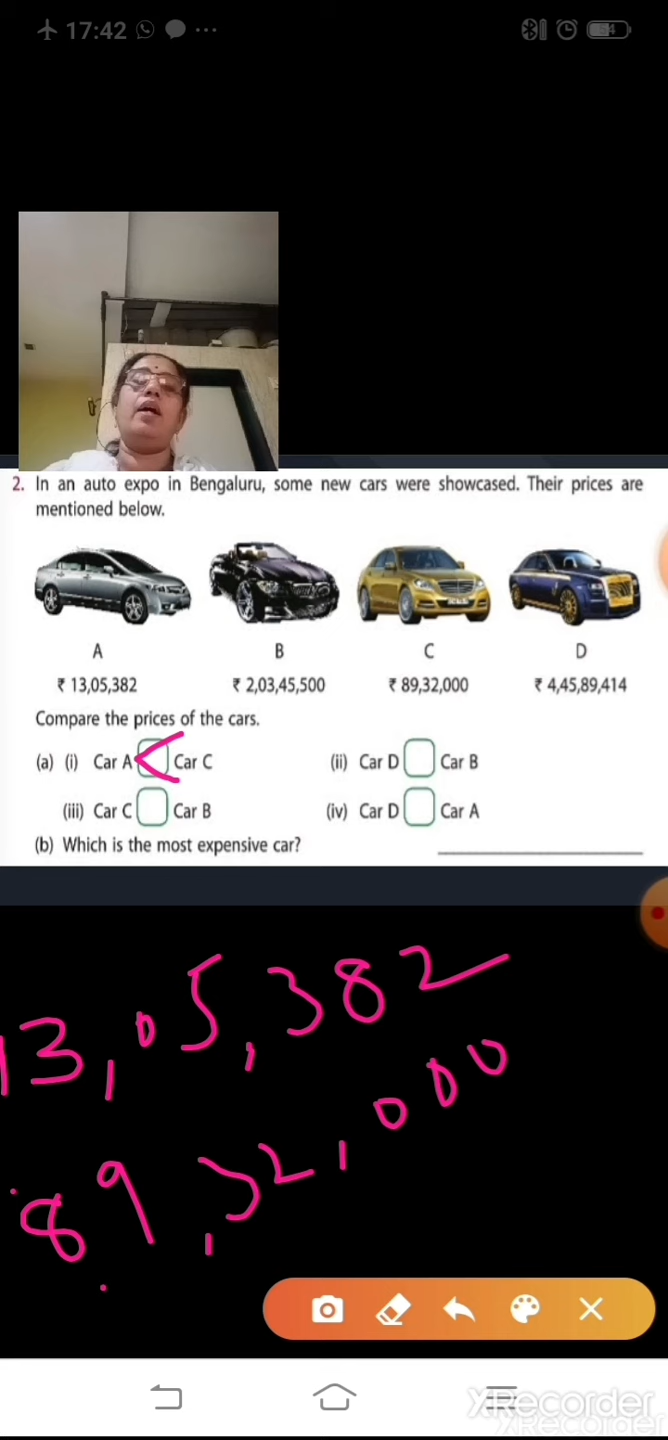 17:42
54
2. In an auto expo in Bengaluru, some new cars were showcased. Their prices are
mentioned below.
A B C D
₹ 13,05,382 ₹ 2,03,45,500 ₹ 89,32,000 ₹ 4,45,89,414
Compare the prices of the cars.
(a) (i) Car A < Car C (ii) Car D Car B
(iii) Car C Car B (iv) Car D Car A
(b) Which is the most expensive car?
13,05,382
89,32,000
XRecorder
XRecorder